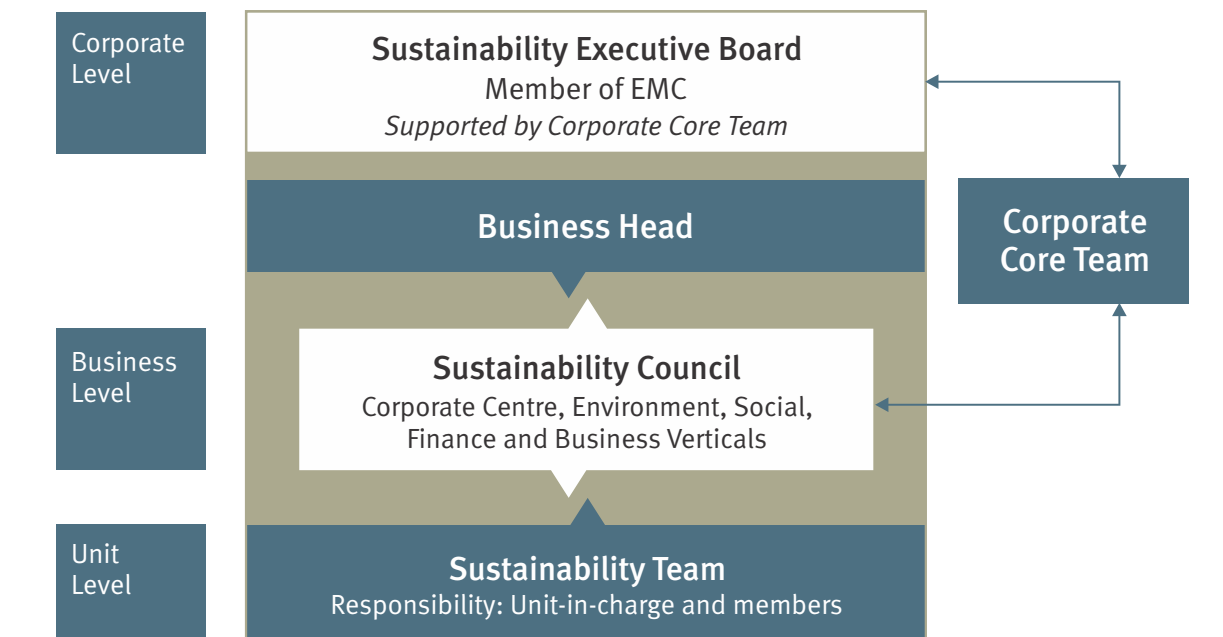 Corporate
Level
Sustainability Executive Board
Member of EMC
Supported by Corporate Core Team
Business Head
Corporate
Core Team
Business
Level
Sustainability Council
Corporate Centre, Environment, Social,
Finance and Business Verticals
Unit
Level
Sustainability Team
Responsibility: Unit-in-charge and members